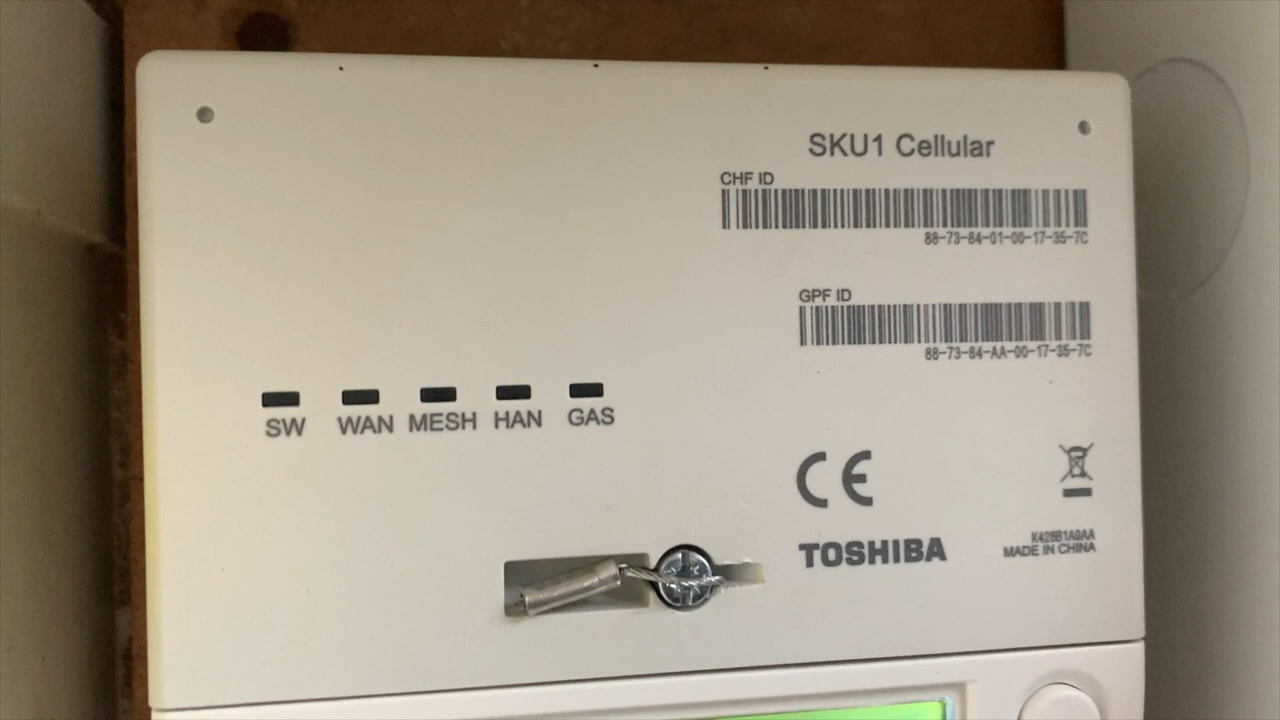 SKU1 Cellular
CHF ID
88-73-84-01-00-17-35-7C
GPF ID
88-73-84-AA-00-17-35-7C
SW WAN MESH HAN GAS
CE
TOSHIBA
K426B1A0AA
MADE IN CHINA